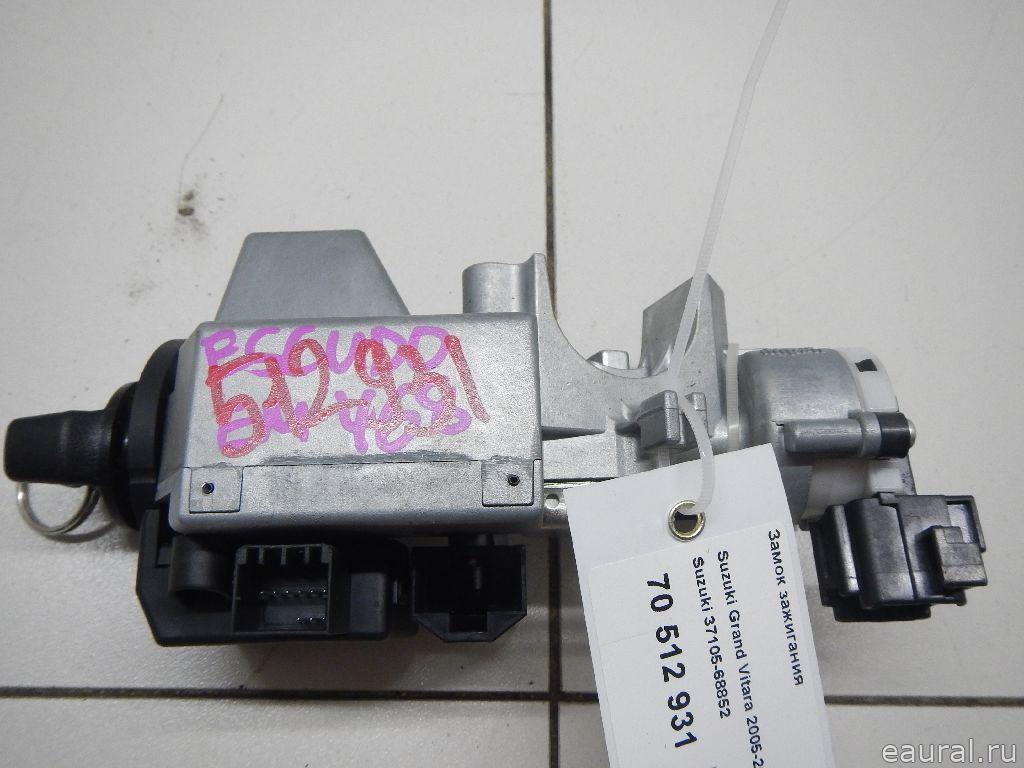 ESCUDO
512931
Замок зажигания
Suzuki Grand Vitara 2005-2
Suzuki 37105-68852
70 512 931
eaural.ru